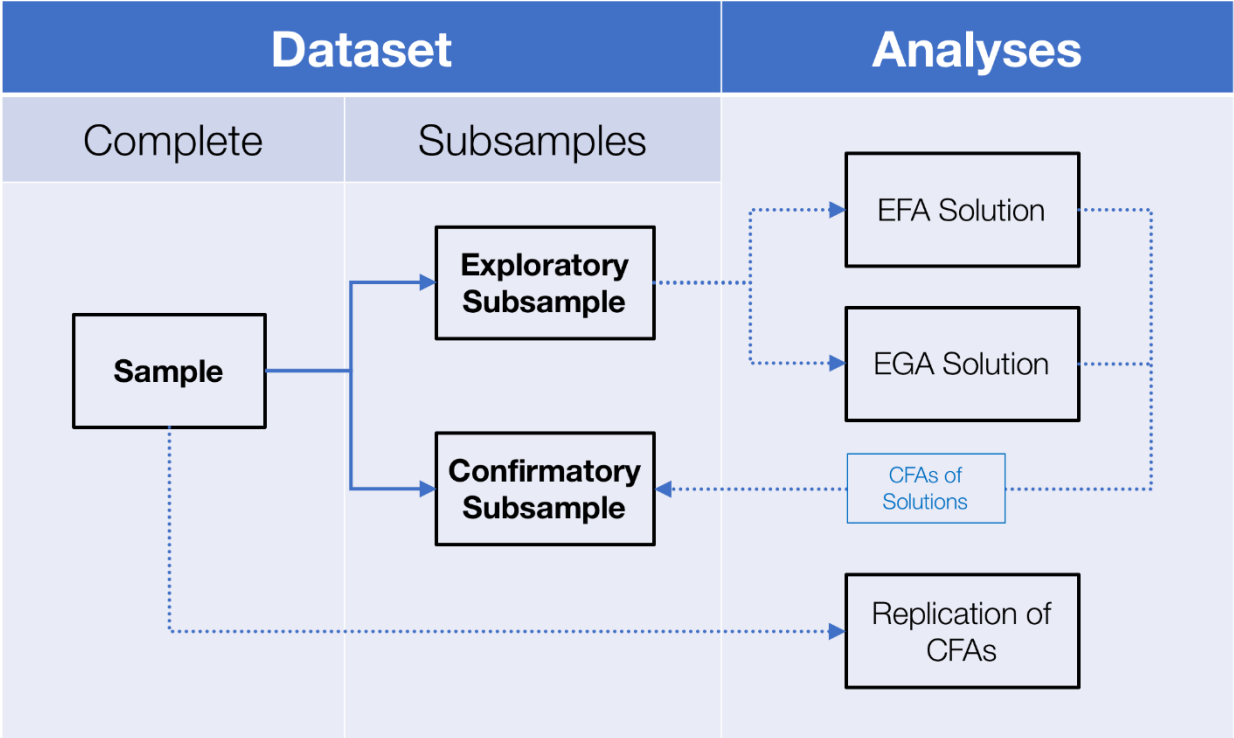 Dataset
Analyses
Complete
Subsamples
EFA Solution
Exploratory
Subsample
Sample
EGA Solution
Confirmatory
Subsample
CFAs of
Solutions
Replication of
CFAs